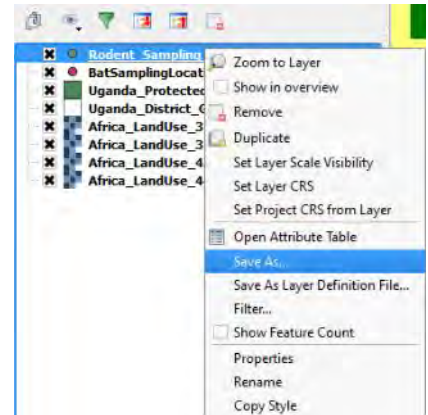 Rodent_Sampling
BatSamplingLocat
Uganda_Protected
Uganda_District_
Africa_LandUse_3
Africa_LandUse_3
Africa_LandUse_4
Africa_LandUse_4
Zoom to Layer
Show in overview
Remove
Duplicate
Set Layer Scale Visibility
Set Layer CRS
Set Project CRS from Layer
Open Attribute Table
Save As...
Save As Layer Definition File...
Filter...
Show Feature Count
Properties
Rename
Copy Style